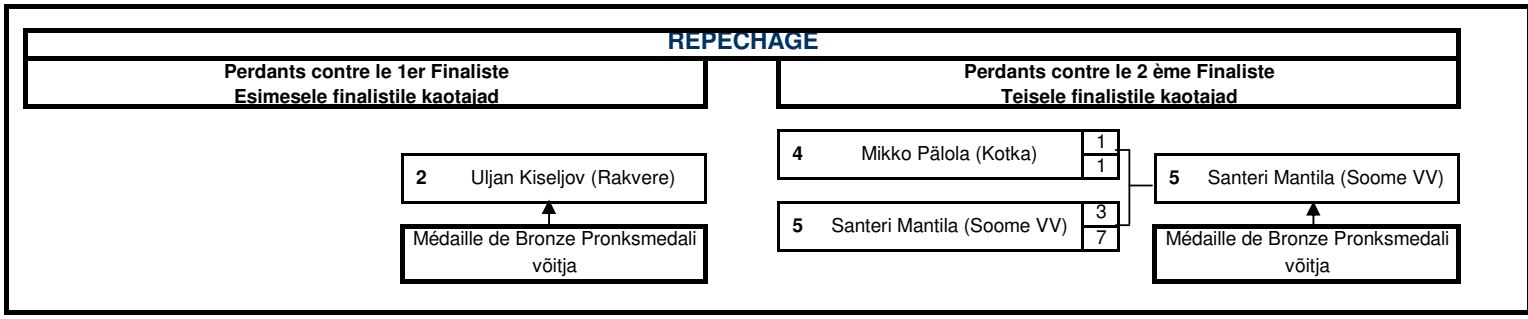 REPECHAGE
Perdants contre le 1er Finaliste
Esimesele finalistile kaotajad
Perdants contre le 2 ème Finaliste
Teisele finalistile kaotajad
2 Uljan Kiseljov (Rakvere)
Médaille de Bronze Pronksmedali
võitja
4 Mikko Pälola (Kotka) 1
1
5 Santeri Mantila (Soome VV) 3
7
5 Santeri Mantila (Soome VV)
Médaille de Bronze Pronksmedali
võitja